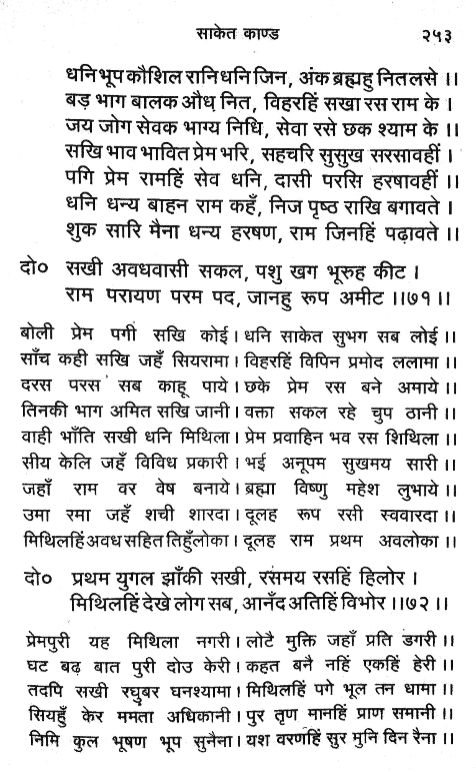 साकेत काण्ड २५३
धनि भूप कौशिल रानि धनि जिन, अंक ब्रह्महु नित लसे ।।
बड़ भाग बालक औध नित, विहरहिं सखा रस राम के ।
जय जोग सेवक भाग्य निधि, सेवा रसे छक श्याम के ।।
सखि भाव भावित प्रेम भरि, सहचरि सुसुख सरसावहीं ।
पगि प्रेम रामहिं सेव धनि, दासी परसि हरषावहीं ।।
धनि धन्य बाहन राम कहँ, निज पृष्ठ राखि बगावते ।
शुक सारि मैना धन्य हरषण, राम जिनहिं पढ़ावते ।।
दो० सखी अवधवासी सकल, पशु खग भूरुह कीट ।
राम परायण परम पद, जानहु रूप अमीट ।।७१।।
बोली प्रेम पगी सखि कोई। धनि साकेत सुभग सब लोई।।
साँच कही सखि जहँ सियरामा। विहरहिं विपिन प्रमोद ललामा।।
दरस परस सब काहू पाये। छके प्रेम रस बने अमाये।।
तिनकी भाग अमित सखि जानी। वक्ता सकल रहे चुप ठानी।।
वाही भाँति सखी धनि मिथिला। प्रेम प्रवाहिन भव रस शिथिला।।
सीय केलि जहँ विविध प्रकारी। भई अनूपम सुखमय सारी।।
जहाँ राम वर वेष बनाये। ब्रह्मा विष्णु महेश लुभाये।।
उमा रमा जहँ शची शारदा। दूलह रूप रसी स्ववारदा।।
मिथिलहिं अवध सहित तिहुँलोका। दूलह राम प्रथम अवलोका।।
दो० प्रथम युगल झाँकी सखी, रसमय रसहिं हिलोर ।
मिथिलहिं देखे लोग सब, आनँद अतिहिं विभोर ।।७२।।
प्रेमपुरी यह मिथिला नगरी। लोटै मुक्ति जहाँ प्रति डगरी।।
घट बढ़ बात पुरी दोउ केरी। कहत बनै नहिं एकहिं हेरी।।
तदपि सखी रघुबर घनश्यामा। मिथिलहिं पगे भूल तन धामा।।
सियहुँ केर ममता अधिकानी। पुर तृण मानहिं प्राण समानी।।
निमि कुल भूषण भूप सुनैना। यश वरणहिं सुर मुनि दिन रैना।।